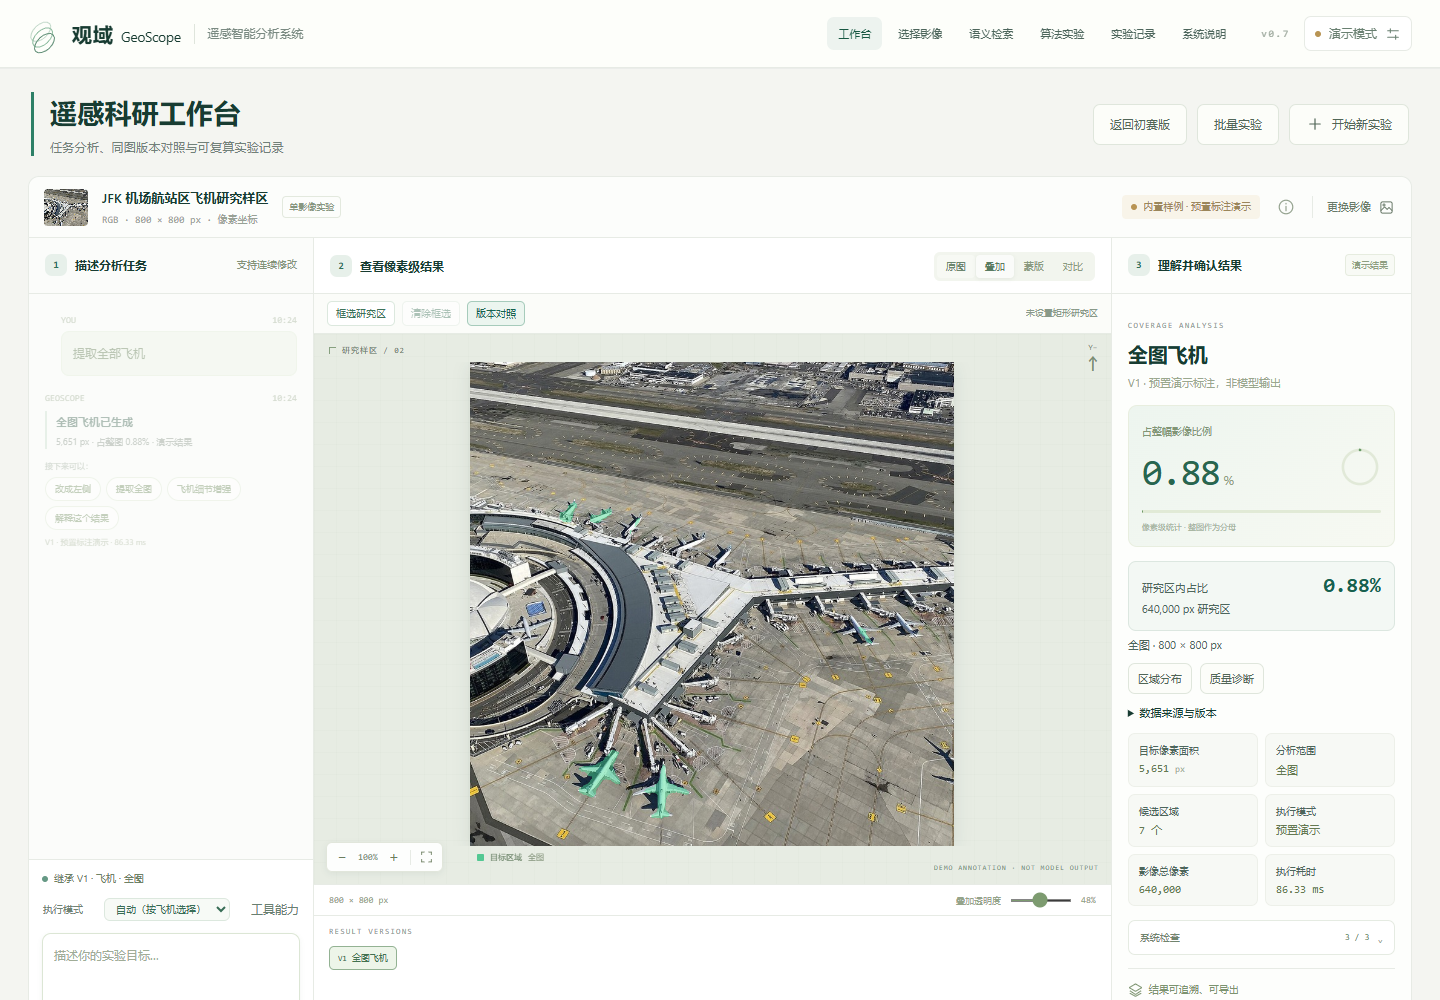 观域 GeoScope 遥感智能分析系统
工作台 选择影像 语义检索 算法实验 实验记录 系统说明 v0.7 演示模式
遥感科研工作台
任务分析、同图版本对照与可复算实验记录
返回初赛版 批量实验 开始新实验
JFK 机场航站区飞机研究样区 单影像实验
RGB · 800 × 800 px · 像素坐标
内置样例 · 预置标注演示 更换影像
1 描述分析任务 支持连续修改
YOU 10:24
提取全部飞机
GEOSCOPE 10:24
全图飞机已生成
5,651 px · 占整图 0.88% · 演示结果
接下来可以：
改成左侧 提取全图 飞机细节增强
解释这个结果
V1 · 预置标注演示 · 86.33 ms
继承 V1 · 飞机 · 全图
执行模式 自动（按飞机选择） 工具能力
描述你的实验目标...
2 查看像素级结果 原图 叠加 蒙版 对比
框选研究区 清除框选 版本对照 未设置矩形研究区
研究样区 / 02
100%
目标区域 全图
DEMO ANNOTATION · NOT MODEL OUTPUT
800 × 800 px 叠加透明度 48%
RESULT VERSIONS
V1 全图飞机
3 理解并确认结果 演示结果
COVERAGE ANALYSIS
全图飞机
V1 · 预置演示标注，非模型输出
占整幅影像比例
0.88 %
像素级统计 · 整图作为分母
研究区内占比 0.88%
640,000 px 研究区
全图 · 800 × 800 px
区域分布 质量诊断
数据来源与版本
目标像素面积 分析范围
5,651 px 全图
候选区域 执行模式
7 个 预置演示
影像总像素 执行耗时
640,000 86.33 ms
系统检查 3 / 3
结果可追溯、可导出